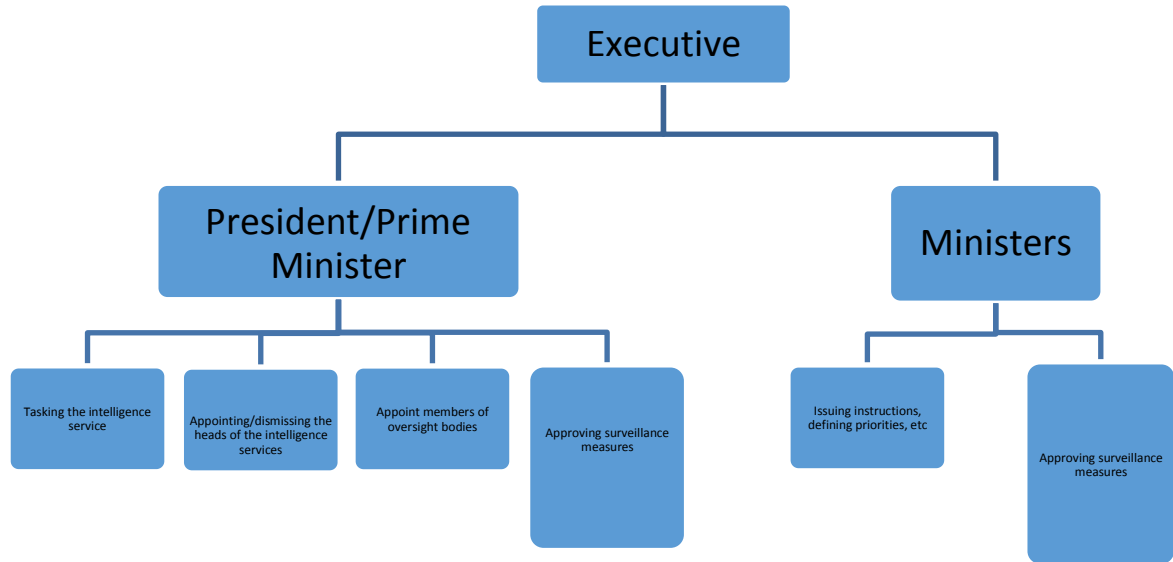 Executive
President/Prime
Minister
Ministers
Tasking the intelligence
service
Appointing/dismissing the
heads of the intelligence
services
Appoint members of
oversight bodies
Approving surveillance
measures
Issuing instructions,
defining priorities, etc
Approving surveillance
measures